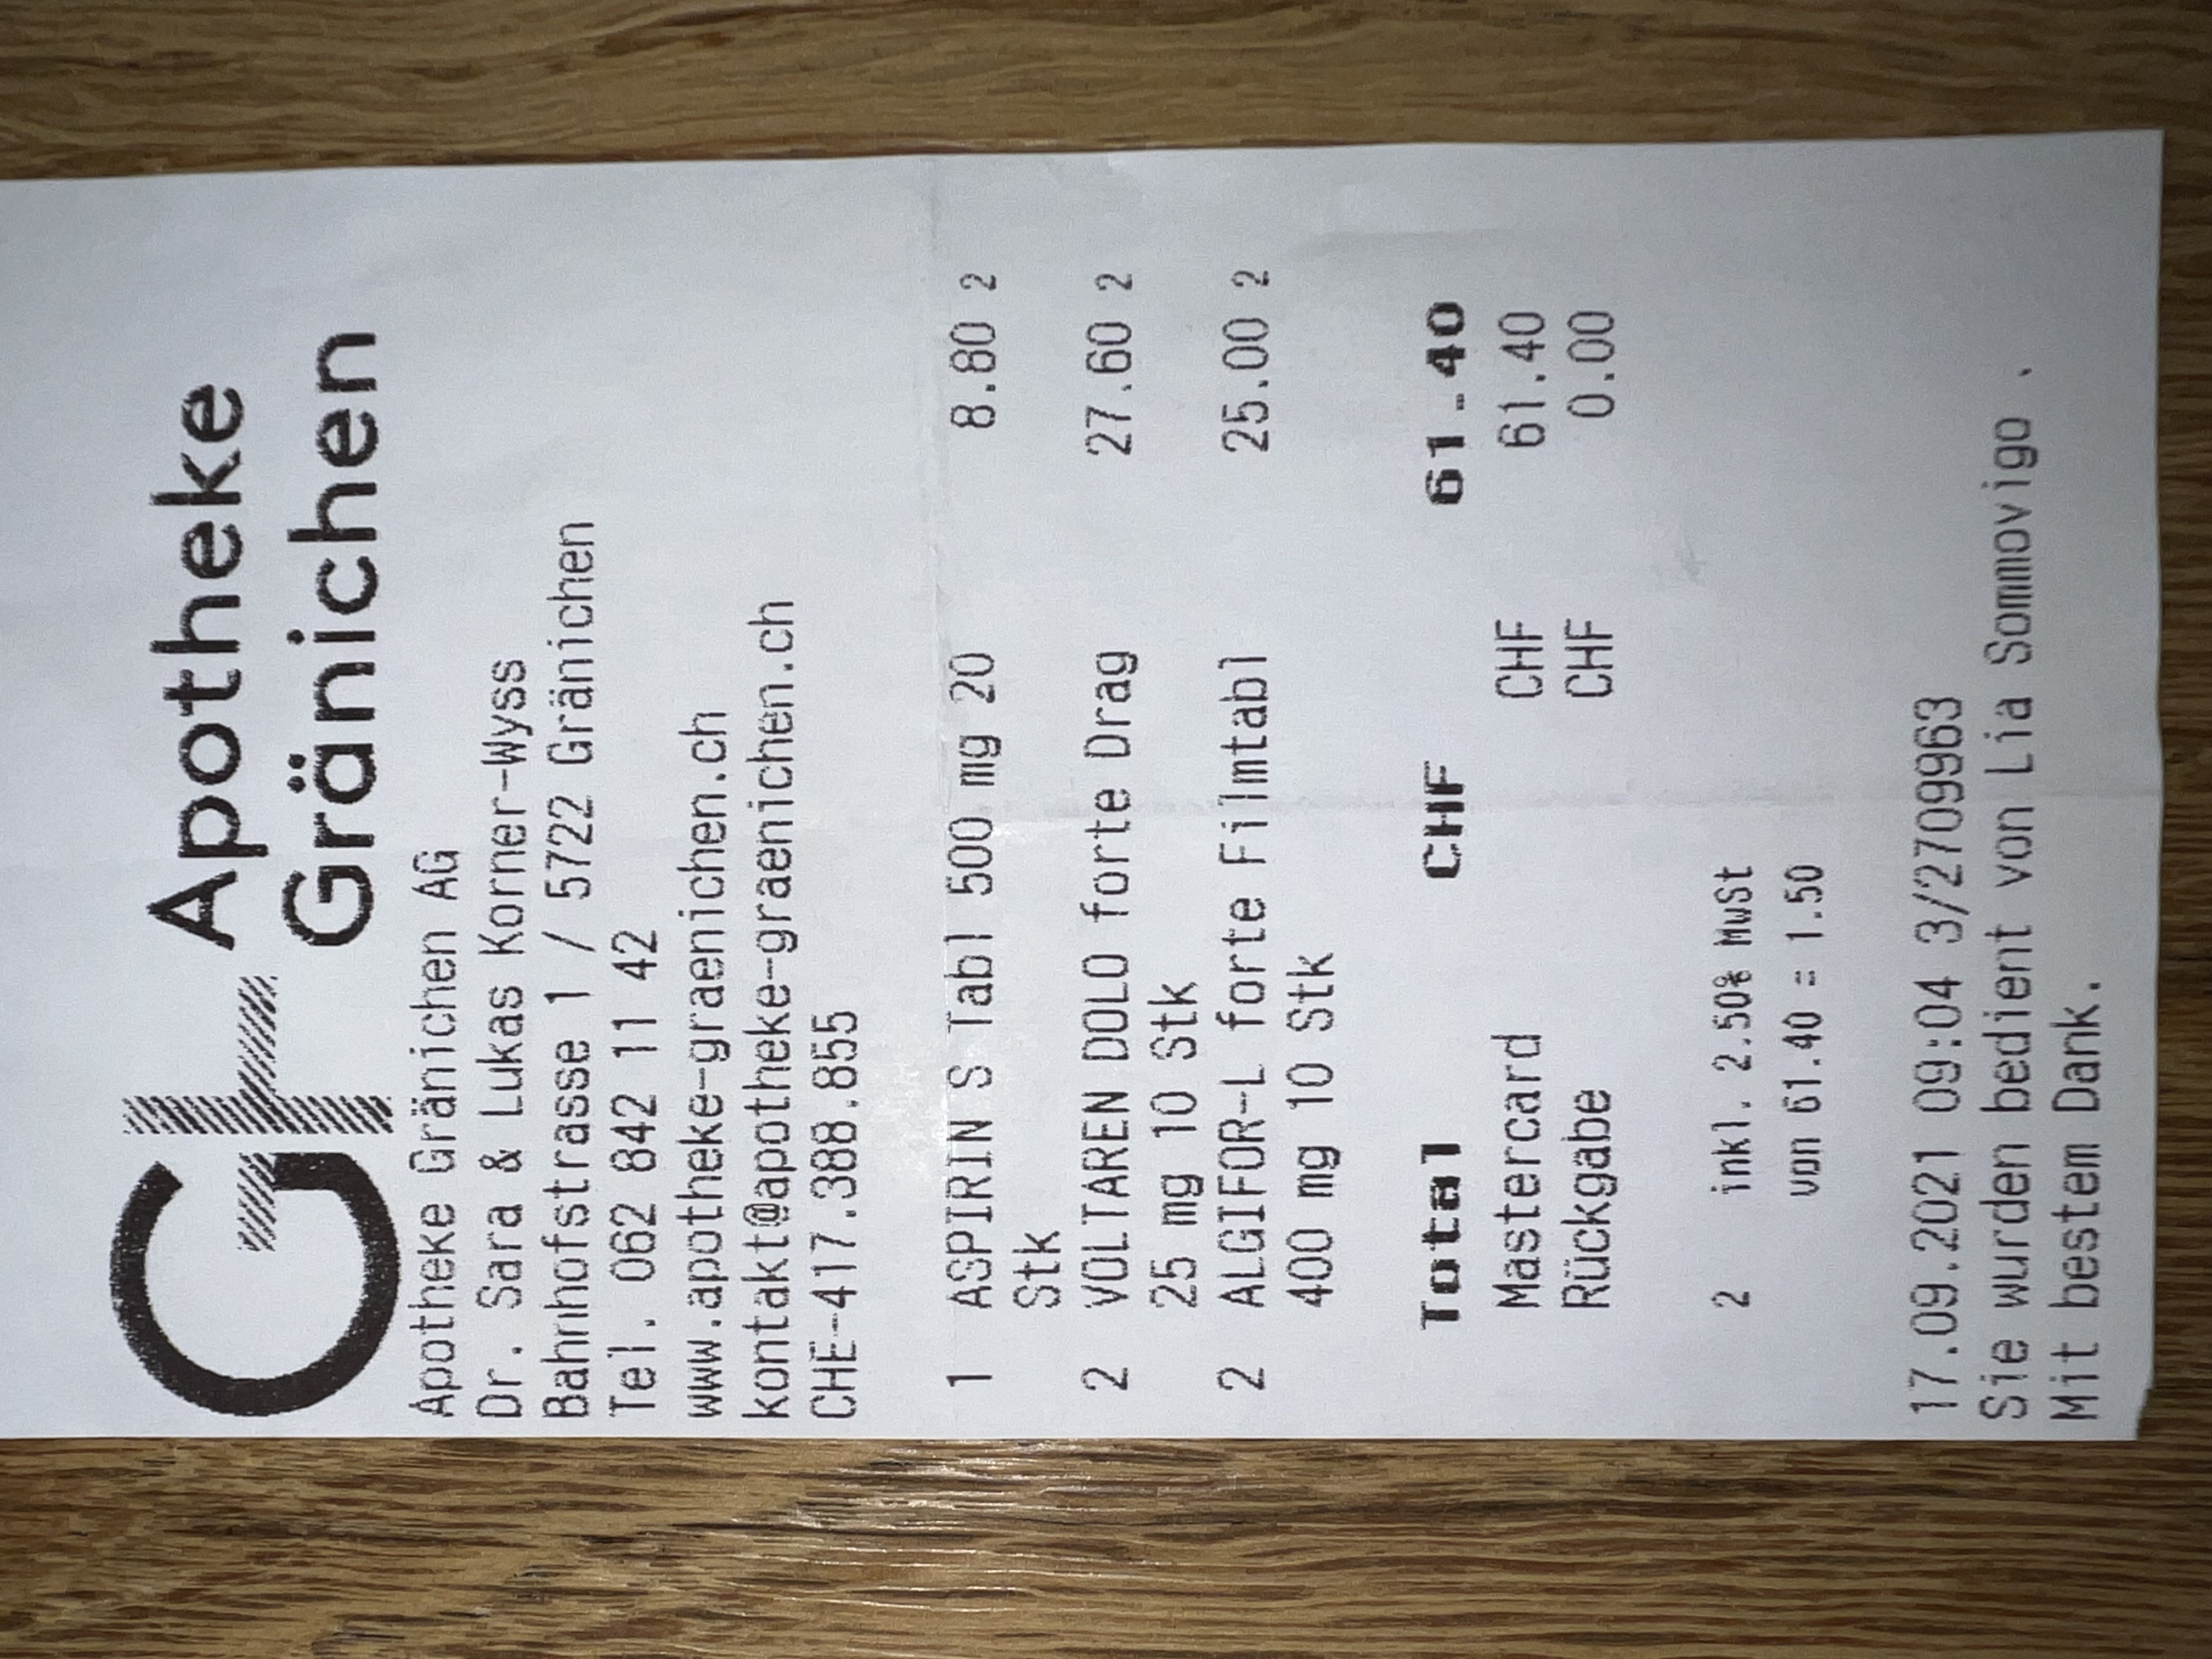 G+ Apotheke
Gränichen
Apotheke Gränichen AG
Dr. Sara & Lukas Korner-Wyss
Bahnhofstrasse 1 / 5722 Gränichen
Tel. 062 842 11 42
www.apotheke-graenichen.ch
kontakt@apotheke-graenichen.ch
CHE-417.388.855
1 ASPIRIN S Tabl 500 mg 20 8.80 2
Stk
2 VOLTAREN DOLO forte Drag 27.60 2
25 mg 10 Stk
2 ALGIFOR-L forte Filmtabl 25.00 2
400 mg 10 Stk
Total CHF 61.40
Mastercard CHF 61.40
Rückgabe CHF 0.00
2 inkl. 2.50% MwSt
von 61.40 = 1.50
17.09.2021 09:04 3/2709963
Sie wurden bedient von Lia Sommovigo .
Mit bestem Dank.